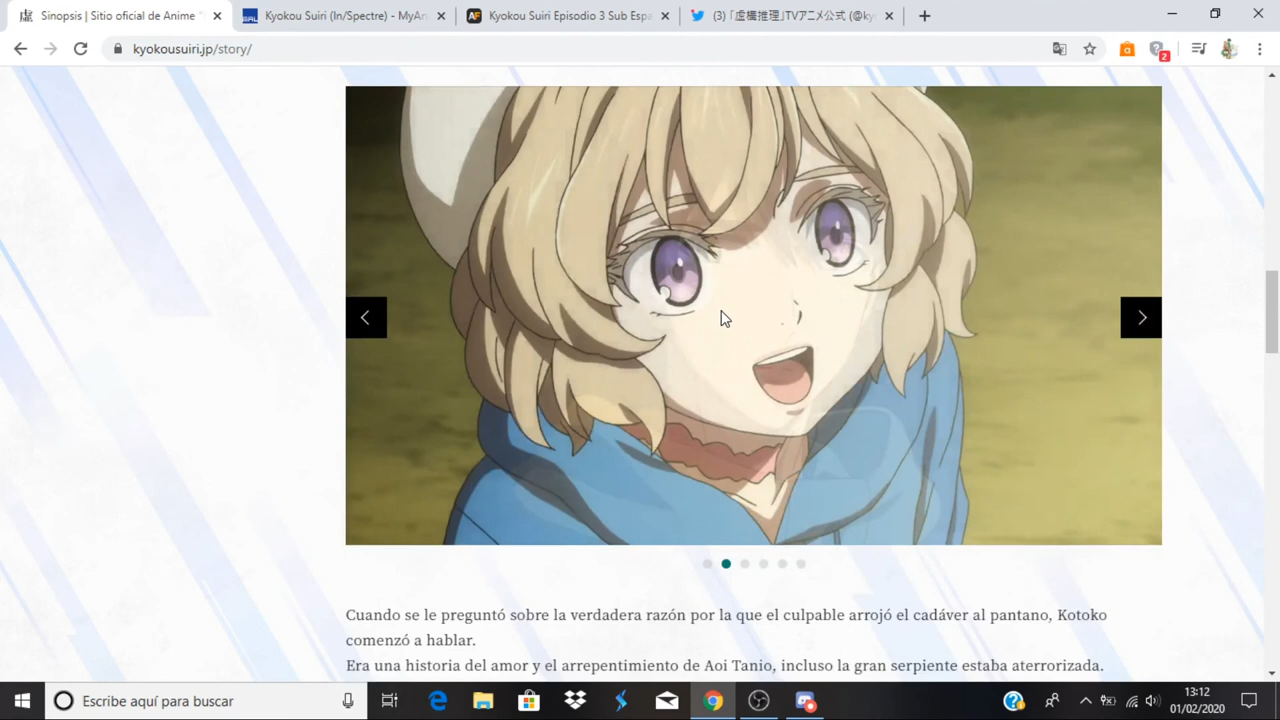 Sinopsis | Sitio oficial de Anime "
Kyokou Suiri (In/Spectre) - MyAn
Kyokou Suiri Episodio 3 Sub Espa
(3) 「虚構推理」TVアニメ公式 (@kyo
kyokousuiri.jp/story/
2
Cuando se le preguntó sobre la verdadera razón por la que el culpable arrojó el cadáver al pantano, Kotoko
comenzó a hablar.
Era una historia del amor y el arrepentimiento de Aoi Tanio, incluso la gran serpiente estaba aterrorizada.
Escribe aquí para buscar
13:12
01/02/2020